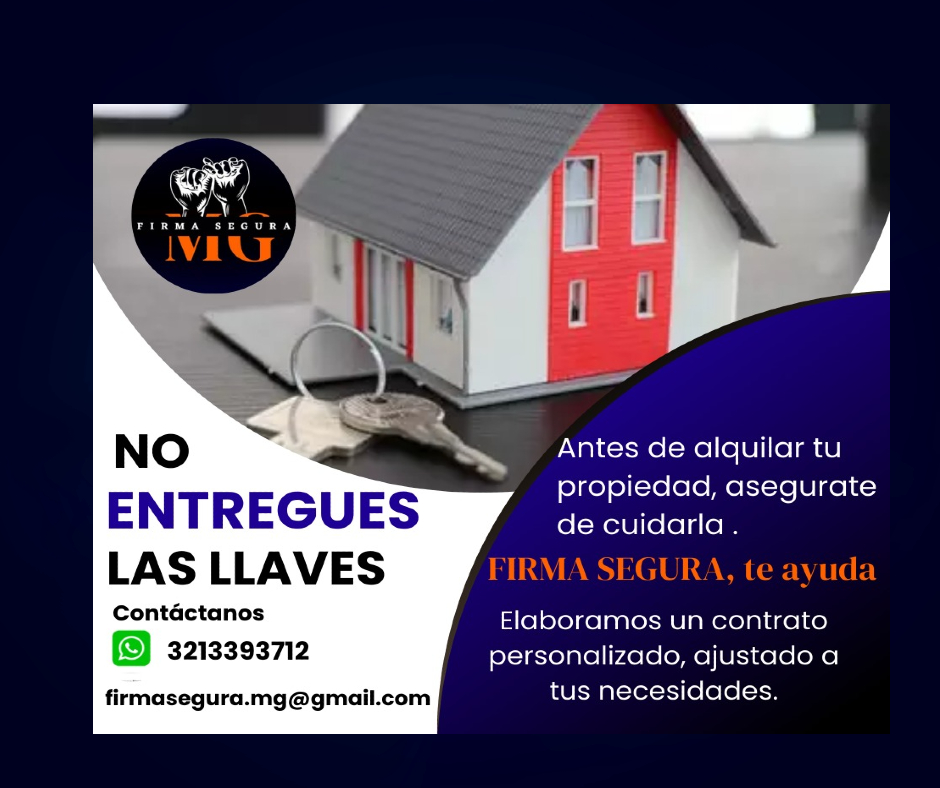 FIRMA SEGURA
MG
NO
ENTREGUES
LAS LLAVES
Contáctanos
3213393712
firmasegura.mg@gmail.com
Antes de alquilar tu
propiedad, asegurate
de cuidarla .
FIRMA SEGURA, te ayuda
Elaboramos un contrato
personalizado, ajustado a
tus necesidades.